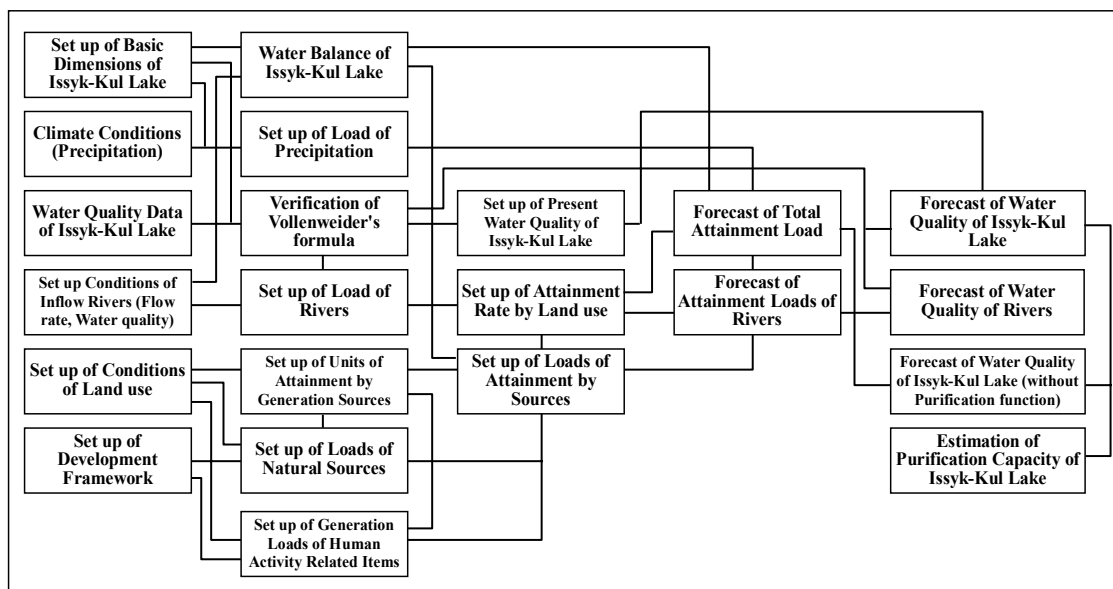 Set up of Basic
Dimensions of
Issyk-Kul Lake
Climate Conditions
(Precipitation)
Water Quality Data
of Issyk-Kul Lake
Set up Conditions of
Inflow Rivers (Flow
rate, Water quality)
Set up of Conditions
of Land use
Set up of
Development
Framework
Water Balance of
Issyk-Kul Lake
Set up of Load of
Precipitation
Verification of
Vollenweider's
formula
Set up of Load of
Rivers
Set up of Units of
Attainment by
Generation Sources
Set up of Loads of
Natural Sources
Set up of Generation
Loads of Human
Activity Related Items
Set up of Present
Water Quality of
Issyk-Kul Lake
Set up of Attainment
Rate by Land use
Set up of Loads of
Attainment by
Sources
Forecast of Total
Attainment Load
Forecast of
Attainment Loads of
Rivers
Forecast of Water
Quality of Issyk-Kul
Lake
Forecast of Water
Quality of Rivers
Forecast of Water Quality
of Issyk-Kul Lake (without
Purification function)
Estimation of
Purification Capacity of
Issyk-Kul Lake